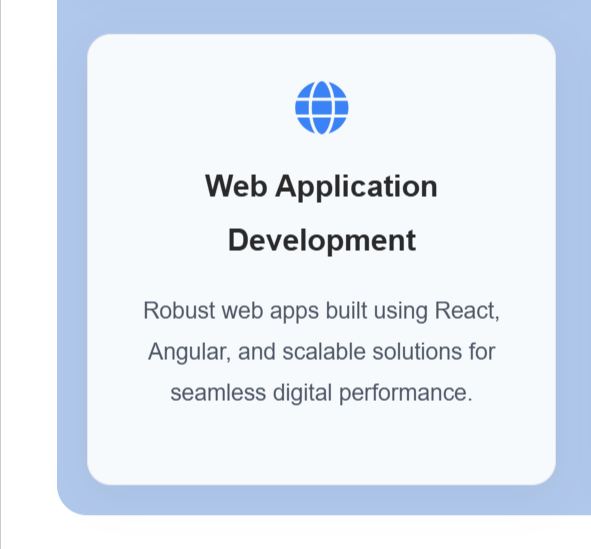 Web Application
Development
Robust web apps built using React,
Angular, and scalable solutions for
seamless digital performance.